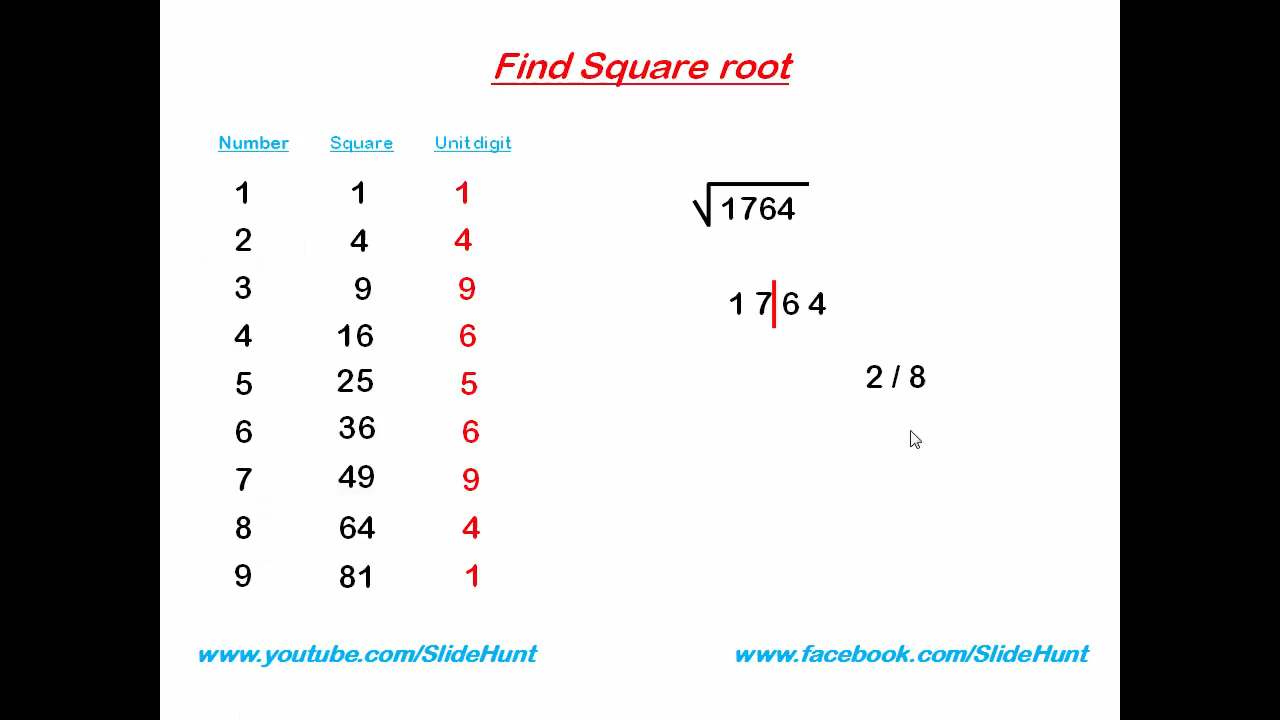 Find Square root
Number Square Unit digit
1 1 1
2 4 4
3 9 9
4 16 6
5 25 5
6 36 6
7 49 9
8 64 4
9 81 1
√1764
1 7|6 4
2 / 8
www.youtube.com/SlideHunt
www.facebook.com/SlideHunt